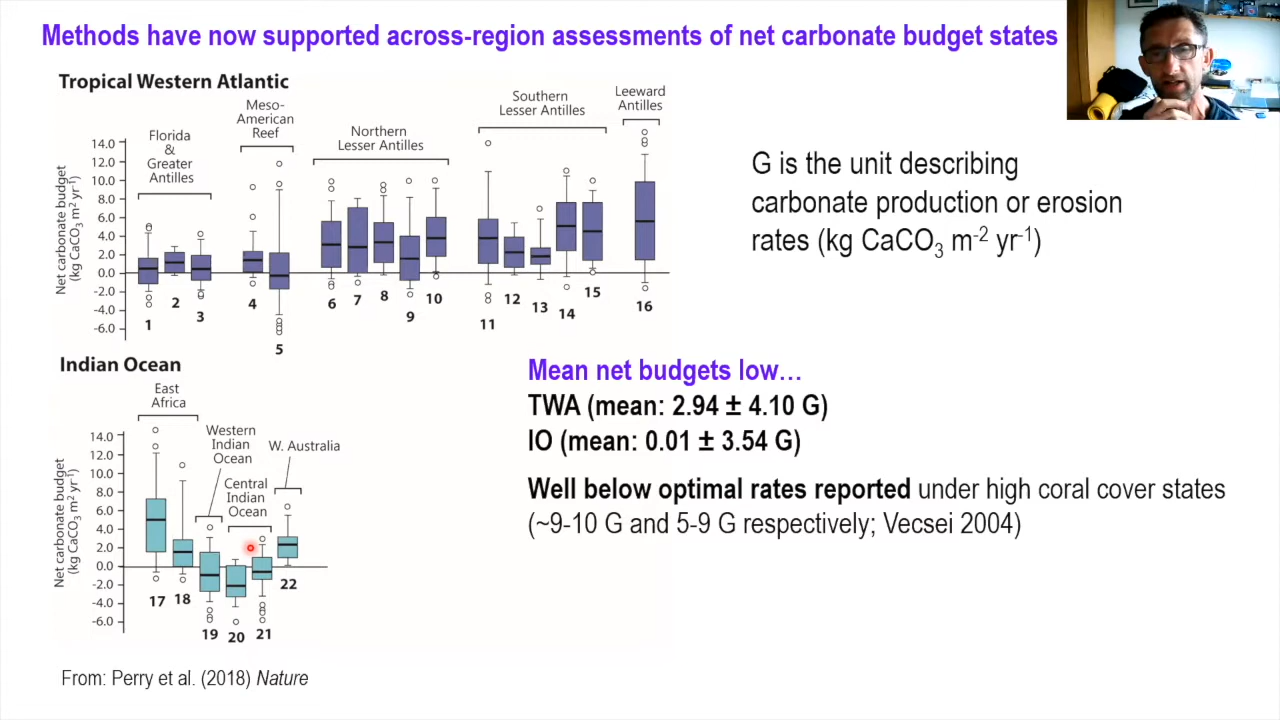 Methods have now supported across-region assessments of net carbonate budget states
Tropical Western Atlantic
Florida
&
Greater
Antilles
Meso-
American
Reef
Northern
Lesser Antilles
Southern
Lesser Antilles
Leeward
Antilles
Net carbonate budget
(kg CaCO₃ m² yr⁻¹)
14.0
12.0
10.0
8.0
6.0
4.0
2.0
0.0
-2.0
-4.0
-6.0
1
2
3
4
5
6
7
8
9
10
11
12
13
14
15
16
G is the unit describing
carbonate production or erosion
rates (kg CaCO₃ m⁻² yr⁻¹)
Indian Ocean
East
Africa
Western
Indian
Ocean
Central
Indian
Ocean
W. Australia
Net carbonate budget
(kg CaCO₃ m² yr⁻¹)
14.0
12.0
10.0
8.0
6.0
4.0
2.0
0.0
-2.0
-4.0
-6.0
17
18
19
20
21
22
Mean net budgets low…
TWA (mean: 2.94 ± 4.10 G)
IO (mean: 0.01 ± 3.54 G)
Well below optimal rates reported under high coral cover states
(~9-10 G and 5-9 G respectively; Vecsei 2004)
From: Perry et al. (2018) Nature